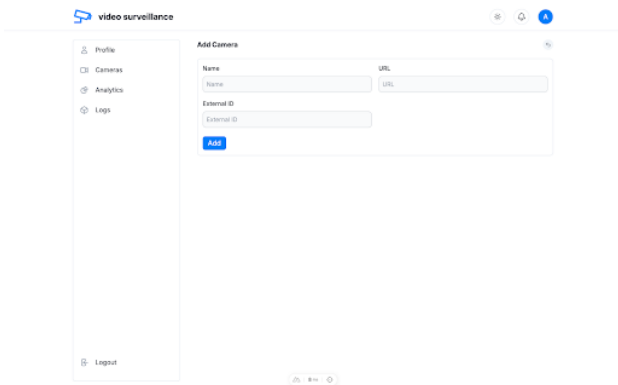 video surveillance
A
Profile
Cameras
Analytics
Logs
Logout
Add Camera
Name
URL
Name
URL
External ID
External ID
Add